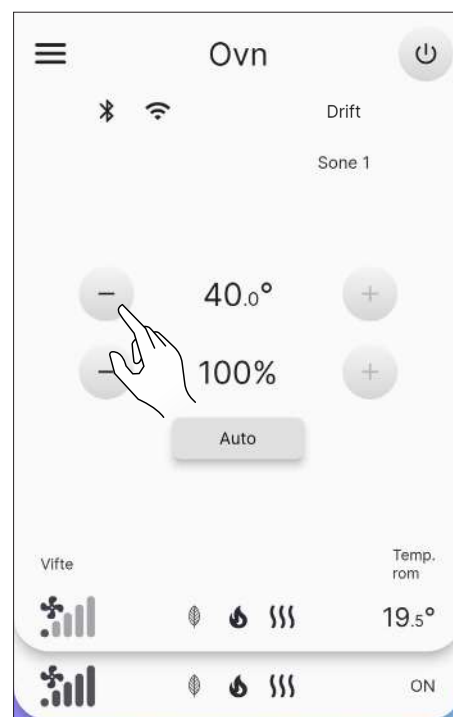 Ovn
Drift
Sone 1
40.0°
100%
Auto
Vifte
Temp.
rom
19.5°
ON